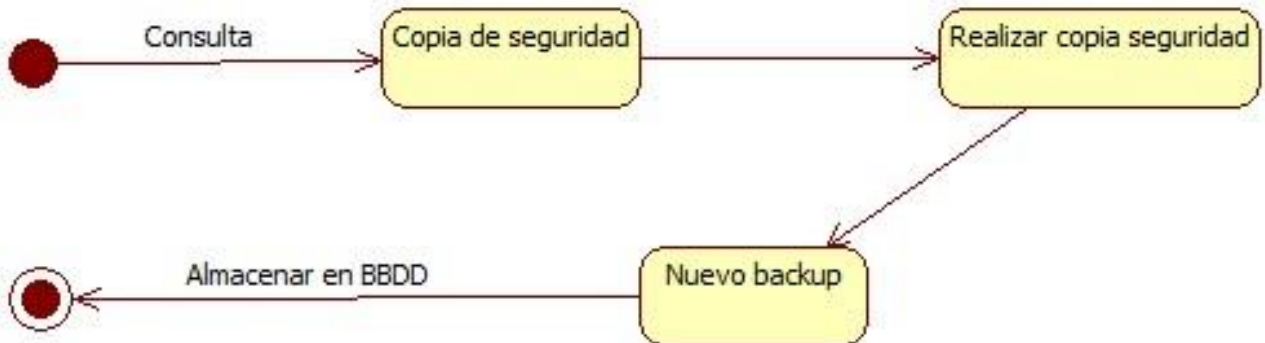 Consulta
Copia de seguridad
Realizar copia seguridad
Almacenar en BBDD
Nuevo backup